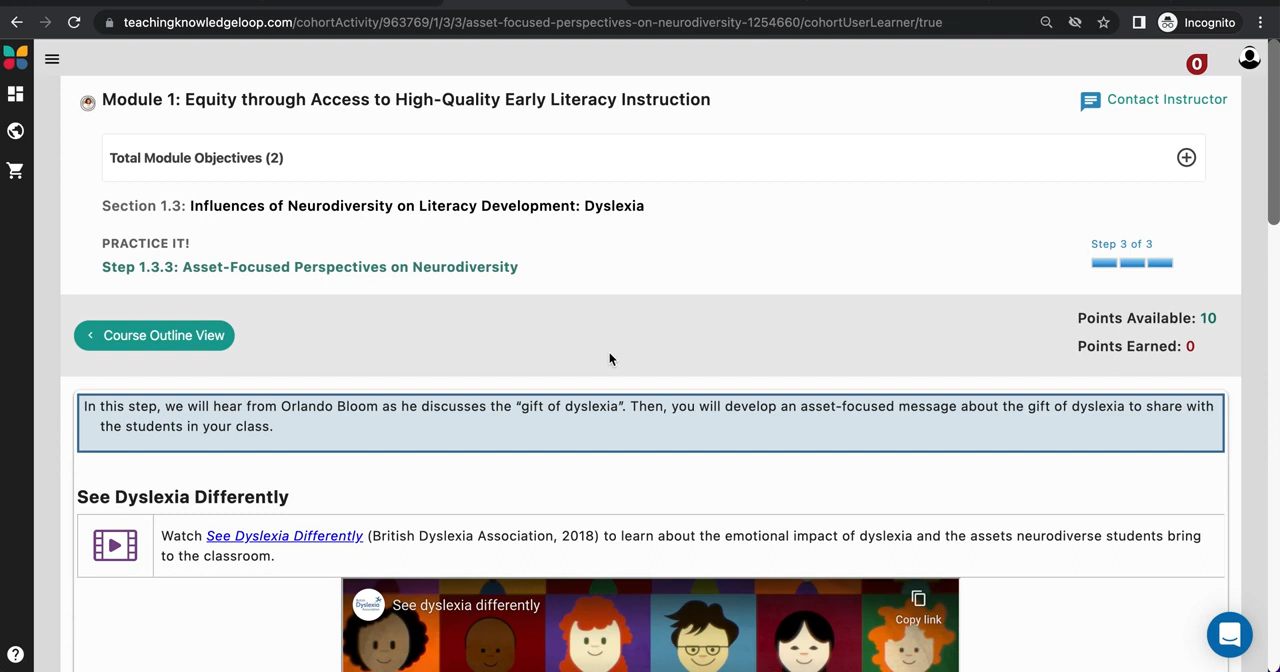 teachingknowledgeloop.com/cohortActivity/963769/1/3/3/asset-focused-perspectives-on-neurodiversity-1254660/cohortUserLearner/true
Incognito
0
Module 1: Equity through Access to High-Quality Early Literacy Instruction
Contact Instructor
Total Module Objectives (2)
Section 1.3: Influences of Neurodiversity on Literacy Development: Dyslexia
PRACTICE IT!
Step 3 of 3
Step 1.3.3: Asset-Focused Perspectives on Neurodiversity
Points Available: 10
Course Outline View
Points Earned: 0
In this step, we will hear from Orlando Bloom as he discusses the “gift of dyslexia”. Then, you will develop an asset-focused message about the gift of dyslexia to share with
the students in your class.
See Dyslexia Differently
Watch See Dyslexia Differently (British Dyslexia Association, 2018) to learn about the emotional impact of dyslexia and the assets neurodiverse students bring
to the classroom.
Dyslexia
See dyslexia differently
Copy link